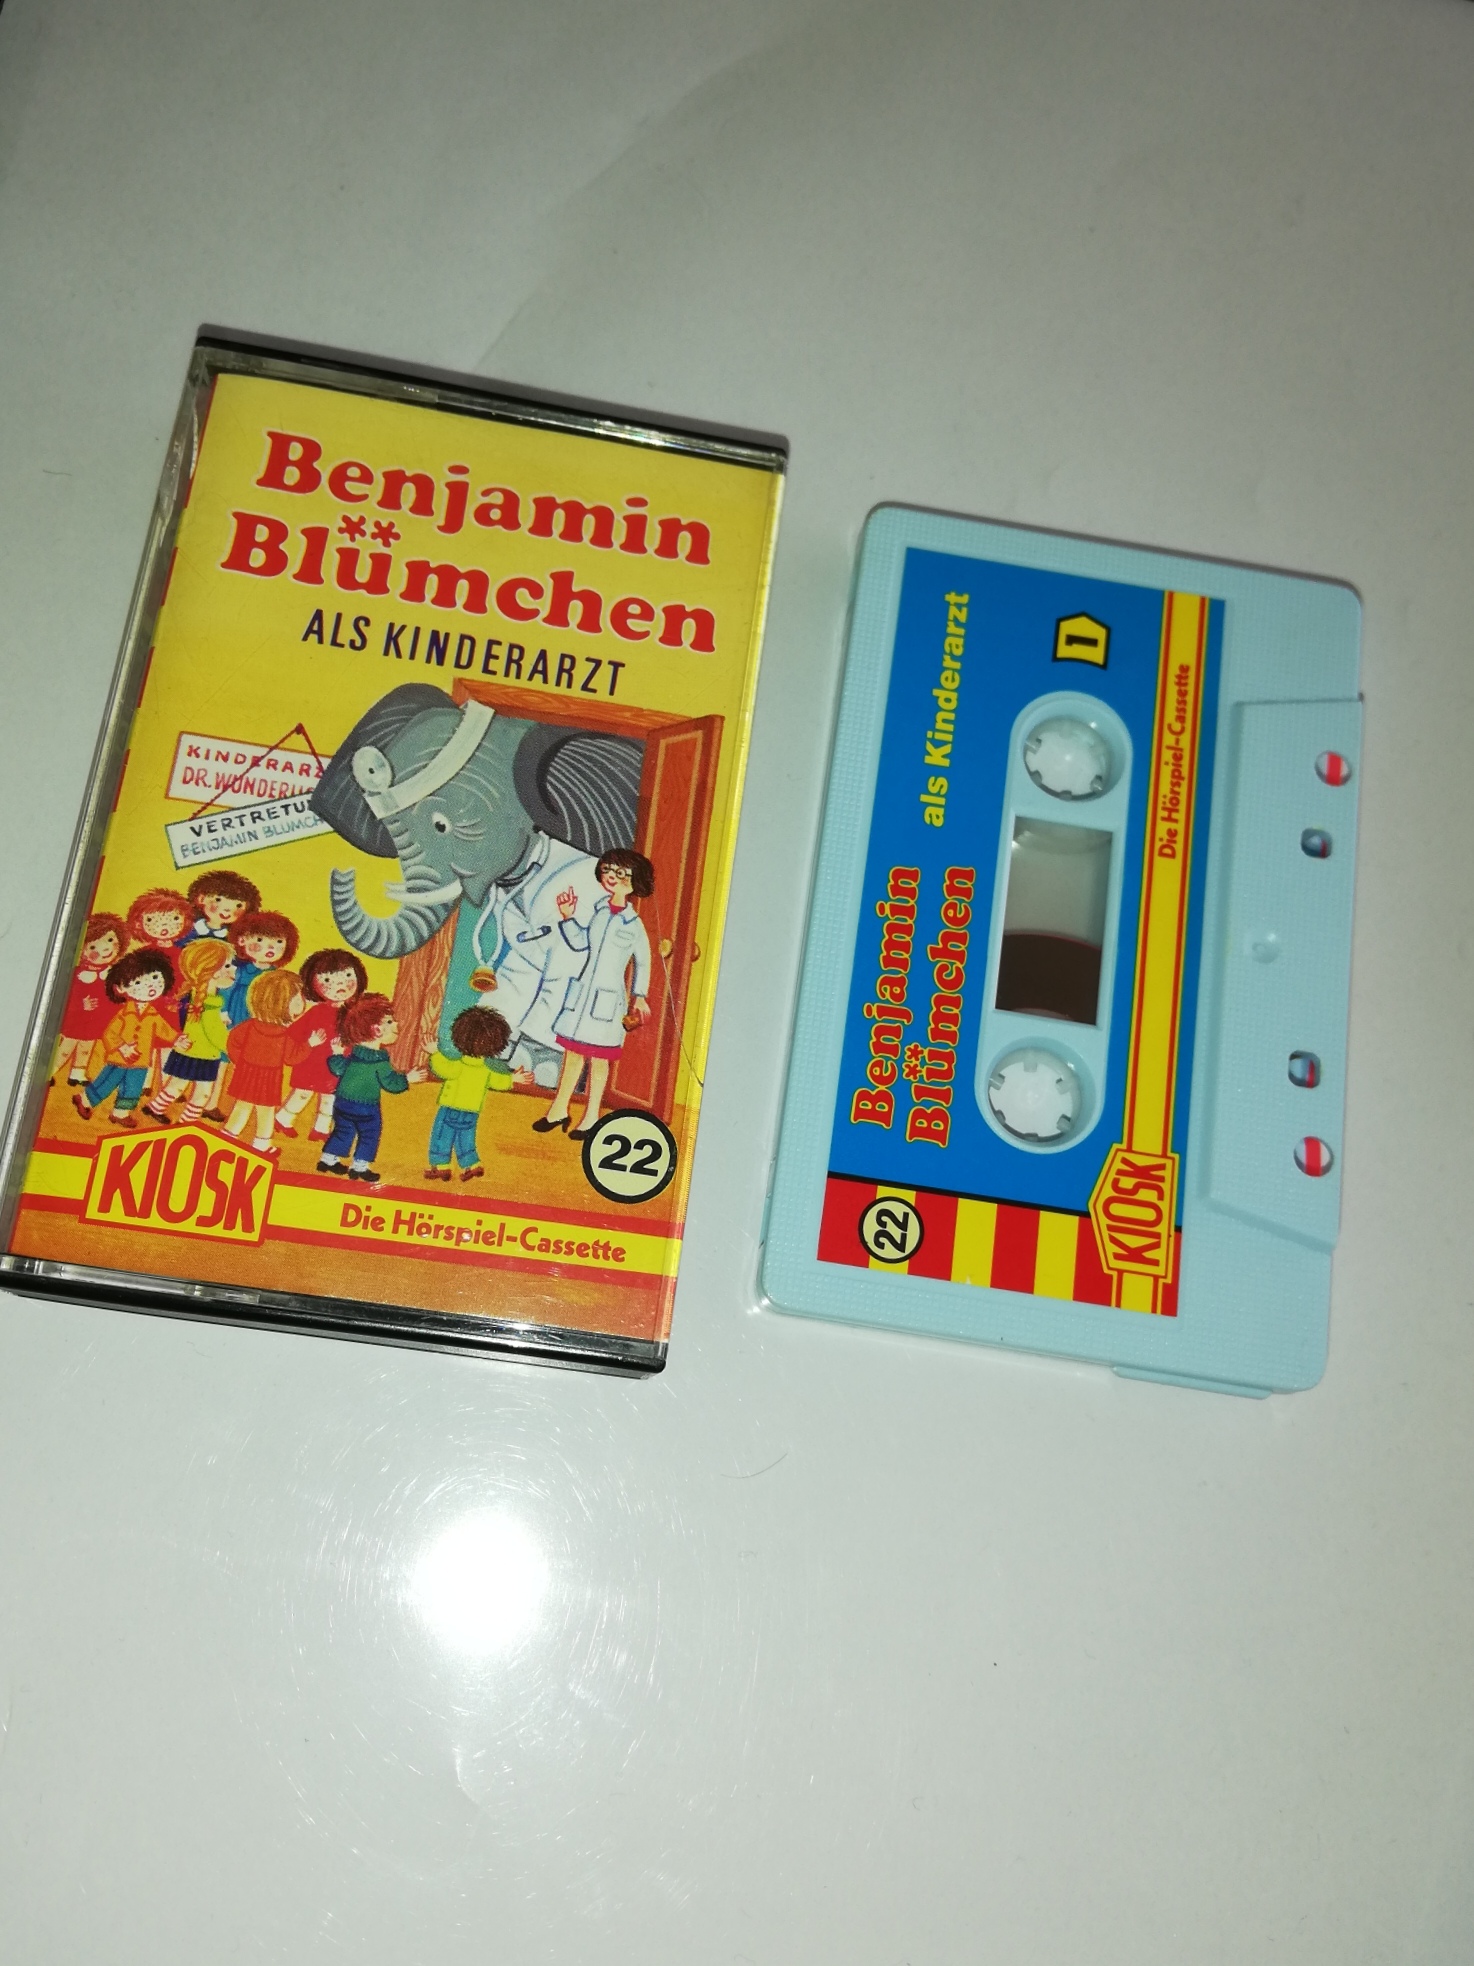 Benjamin
Blümchen
ALS KINDERARZT
KINDERARZ
DR. WUNDERLI
VERTRETU
BENJAMIN BLÜMCH
22
KIOSK
Die Hörspiel-Cassette
Benjamin
Blümchen
als Kinderarzt
1
22
KIOSK
Die Hörspiel-Cassette